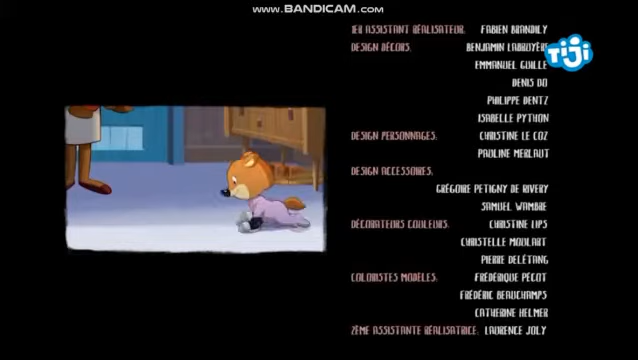 www.BANDICAM.com
1ER ASSISTANT RÉALISATEUR. FABIEN BRANDILY
TiJi
DESIGN DÉCORS. BENJAMIN LABRUYÈRE
EMMANUEL GUILLE
DENIS DO
PHILIPPE DENTZ
ISABELLE PYTHON
DESIGN PERSONNAGES. CHRISTINE LE COZ
PAULINE MERLAUT
DESIGN ACCESSOIRES.
GRÉGOIRE PETIGNY DE RIVERY
SAMUEL WAMBRE
DÉCORATEURS COULEURS. CHRISTINE LIPS
CHRISTELLE MOULART
PIERRE DELÉTANG
COLORISTES MODÈLES. FRÉDÉRIQUE PÉCOT
FRÉDÉRIC BEAUCHAMPS
CATHERINE HELMER
2ÈME ASSISTANTE RÉALISATRICE. LAURENCE JOLY